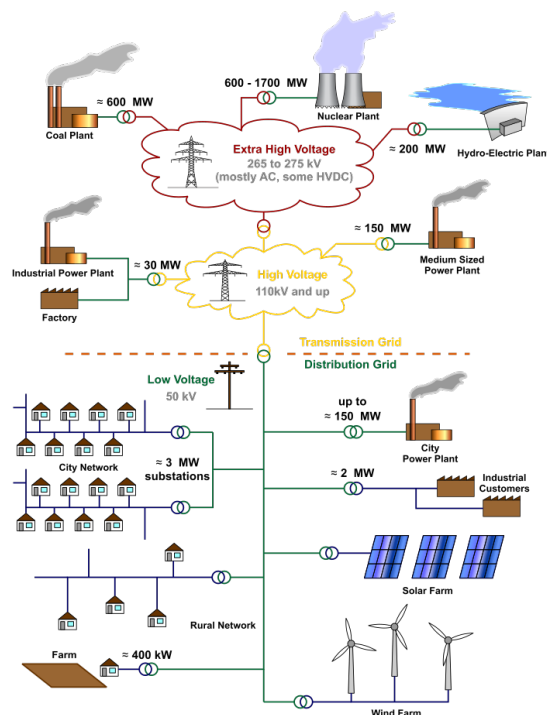 600 - 1700 MW
≈ 600 MW
Nuclear Plant
Coal Plant
Extra High Voltage
265 to 275 kV
(mostly AC, some HVDC)
≈ 200 MW
Hydro-Electric Plan
≈ 150 MW
Industrial Power Plant
≈ 30 MW
High Voltage
110kV and up
Medium Sized
Power Plant
Factory
Transmission Grid
Distribution Grid
Low Voltage
50 kV
up to
≈ 150 MW
City
Power Plant
City Network
≈ 3 MW
substations
≈ 2 MW
Industrial
Customers
Solar Farm
Rural Network
Farm
≈ 400 kW
Wind Farm